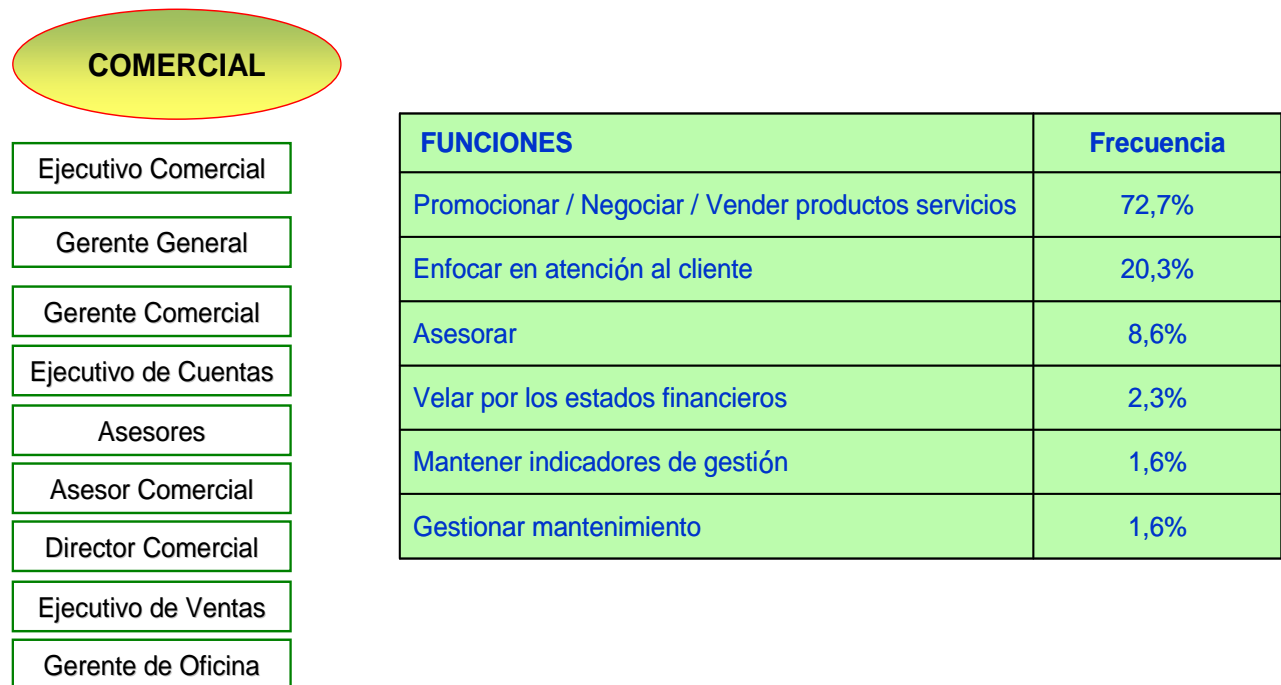 COMERCIAL
Ejecutivo Comercial
Gerente General
Gerente Comercial
Ejecutivo de Cuentas
Asesores
Asesor Comercial
Director Comercial
Ejecutivo de Ventas
Gerente de Oficina
FUNCIONES Frecuencia
Promocionar / Negociar / Vender productos servicios 72,7%
Enfocar en atención al cliente 20,3%
Asesorar 8,6%
Velar por los estados financieros 2,3%
Mantener indicadores de gestión 1,6%
Gestionar mantenimiento 1,6%